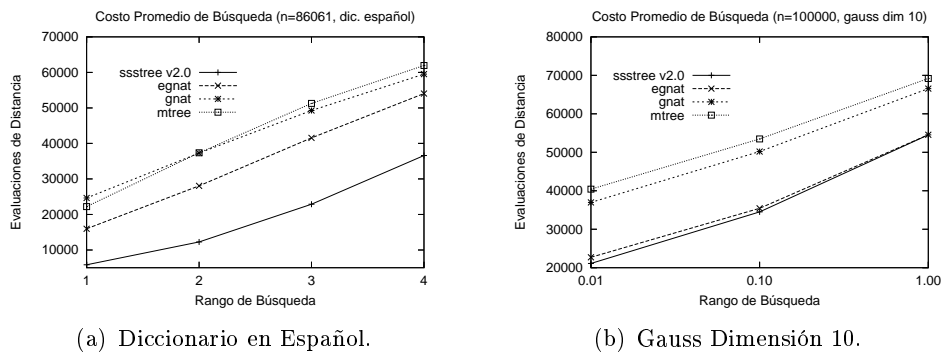 Costo Promedio de Búsqueda (n=86061, dic. español)
70000
60000
50000
40000
30000
20000
10000
Evaluaciones de Distancia
ssstree v2.0
egnat
gnat
mtree
1
2
3
4
Rango de Búsqueda
(a) Diccionario en Español.
Costo Promedio de Búsqueda (n=100000, gauss dim 10)
80000
70000
60000
50000
40000
30000
20000
Evaluaciones de Distancia
ssstree v2.0
egnat
gnat
mtree
0.01
0.10
1.00
Rango de Búsqueda
(b) Gauss Dimensión 10.